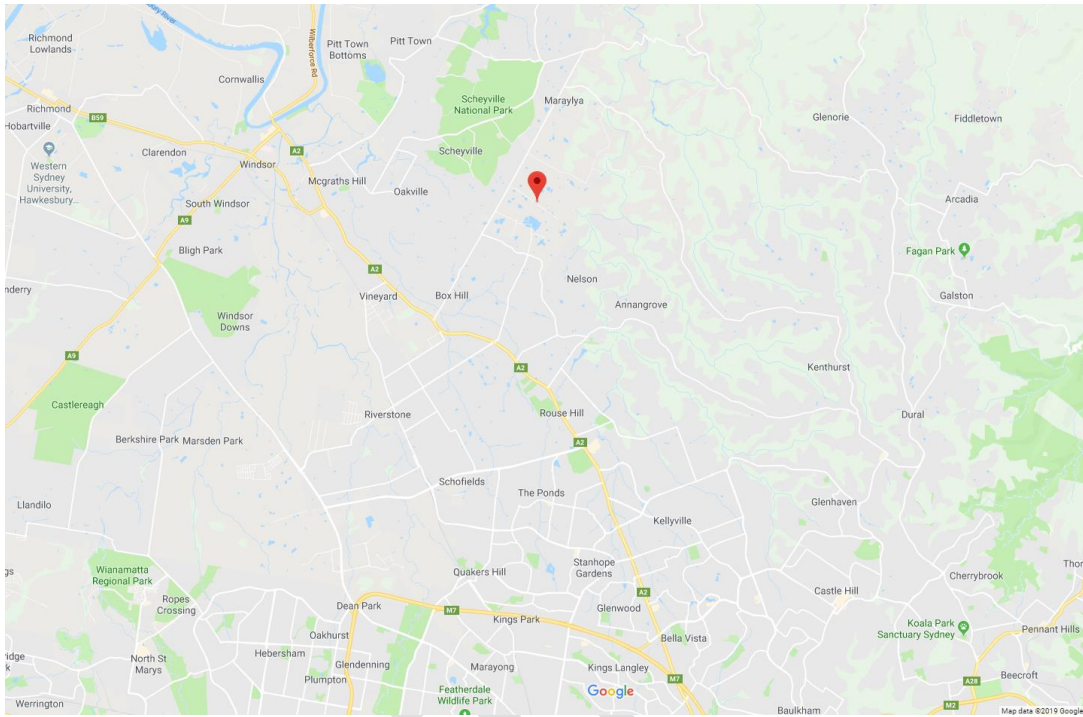 Richmond
Lowlands
Pitt Town
Bottoms
Pitt Town
Wilberforce Rd
Cornwallis
Scheyville
National Park
Maraylya
Glenorie
Fiddletown
Richmond
B59
Hobartville
Clarendon
A2
Scheyville
Windsor
Western
Sydney
University,
Hawkesbury...
McGraths Hill
Oakville
South Windsor
A9
Arcadia
Bligh Park
Fagan Park
A2
Nelson
nderry
Vineyard
Box Hill
Annangrove
Galston
Windsor
Downs
A9
A2
Kenthurst
Castlereagh
Riverstone
Rouse Hill
Dural
Berkshire Park
Marsden Park
A2
Schofields
The Ponds
Llandilo
Glenhaven
Kellyville
Wianamatta
Regional Park
gs
Quakers Hill
Stanhope
Gardens
Cherrybrook
Thor
Ropes
Crossing
Dean Park
M7
Kings Park
Glenwood
A2
Castle Hill
Koala Park
Sanctuary Sydney
Pennant Hills
Oakhurst
Bella Vista
Hebersham
Glendenning
Plumpton
Marayong
Kings Langley
M7
North St
Marys
ridge
k
Beecroft
A28
Werrington
Featherdale
Wildlife Park
Google
Baulkham
M2
Map data ©2019 Google